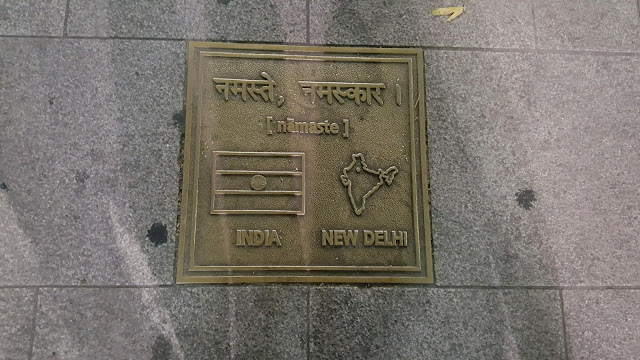 नमस्ते, नमस्कार ।
[ nămaste ]
INDIA
NEW DELHI